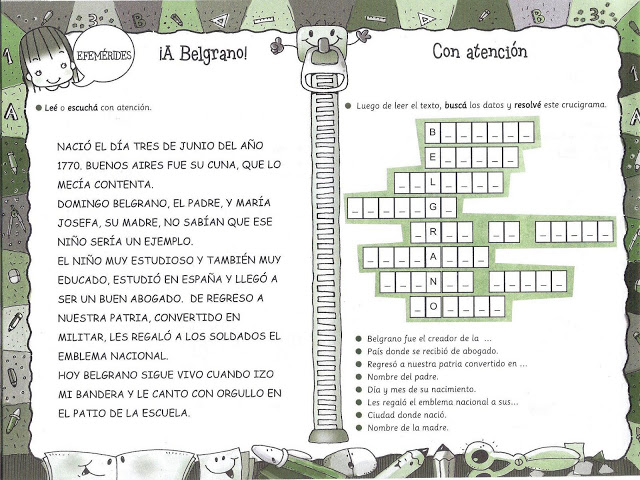 EFEMÉRIDES
¡A Belgrano!
Leé o escuchá con atención.
NACIÓ EL DÍA TRES DE JUNIO DEL AÑO
1770. BUENOS AIRES FUE SU CUNA, QUE LO
MECÍA CONTENTA.
DOMINGO BELGRANO, EL PADRE, Y MARÍA
JOSEFA, SU MADRE, NO SABÍAN QUE ESE
NIÑO SERÍA UN EJEMPLO.
EL NIÑO MUY ESTUDIOSO Y TAMBIÉN MUY
EDUCADO, ESTUDIÓ EN ESPAÑA Y LLEGÓ A
SER UN BUEN ABOGADO. DE REGRESO A
NUESTRA PATRIA, CONVERTIDO EN
MILITAR, LES REGALÓ A LOS SOLDADOS EL
EMBLEMA NACIONAL.
HOY BELGRANO SIGUE VIVO CUANDO IZO
MI BANDERA Y LE CANTO CON ORGULLO EN
EL PATIO DE LA ESCUELA.
Con atención
Luego de leer el texto, buscá los datos y resolvé este crucigrama.
B
E
L
G
R
A
N
O
Belgrano fue el creador de la ...
País donde se recibió de abogado.
Regresó a nuestra patria convertido en ...
Nombre del padre.
Día y mes de su nacimiento.
Les regaló el emblema nacional a sus...
Ciudad donde nació.
Nombre de la madre.